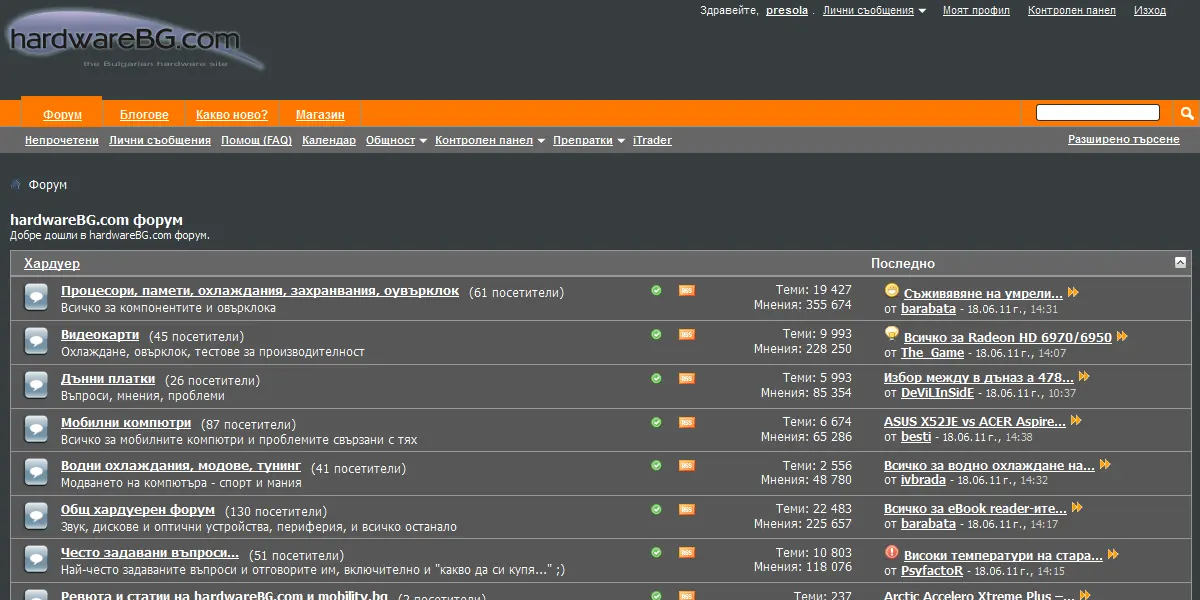 Здравейте, presola . Лични съобщения Моят профил Контролен панел Изход
hardwareBG.com
the Bulgarian hardware site
Форум Блогове Какво ново? Магазин
Непрочетени Лични съобщения Помощ (FAQ) Календар Общност Контролен панел Препратки iTrader Разширено търсене
Форум
hardwareBG.com форум
Добре дошли в hardwareBG.com форум.
Хардуер Последно
Процесори, памети, охлаждания, захранвания, оувърклок (61 посетители)
Всичко за компонентите и овърклока
RSS
Теми: 19 427
Мнения: 355 674
Съживявяне на умрели...
от barabata - 18.06.11 г., 14:31
Видеокарти (45 посетители)
Охлаждане, овърклок, тестове за производителност
RSS
Теми: 9 993
Мнения: 228 250
Всичко за Radeon HD 6970/6950
от The_Game - 18.06.11 г., 14:07
Дънни платки (26 посетители)
Въпроси, мнения, проблеми
RSS
Теми: 5 993
Мнения: 85 354
Избор между в дъназ а 478...
от DeViLInSidE - 18.06.11 г., 10:37
Мобилни компютри (87 посетители)
Всичко за мобилните компютри и проблемите свързани с тях
RSS
Теми: 6 674
Мнения: 65 286
ASUS X52JE vs ACER Aspire...
от besti - 18.06.11 г., 14:38
Водни охлаждания, модове, тунинг (41 посетители)
Модването на компютъра - спорт и мания
RSS
Теми: 2 556
Мнения: 48 780
Всичко за водно охлаждане на...
от ivbrada - 18.06.11 г., 14:32
Общ хардуерен форум (130 посетители)
Звук, дискове и оптични устройства, периферия, и всичко останало
RSS
Теми: 22 483
Мнения: 225 657
Всичко за eBook reader-ите...
от barabata - 18.06.11 г., 14:17
Често задавани въпроси... (51 посетители)
Най-често задаваните въпроси и отговорите им, включително и "какво да си купя..." ;)
RSS
Теми: 10 803
Мнения: 118 076
Високи температури на стара...
от PsyfactoR - 18.06.11 г., 14:15
Ревюта и статии на hardwareBG.com и mobility.bg (2 посетители)
RSS
Теми: 237
Arctic Accelero Xtreme Plus –...